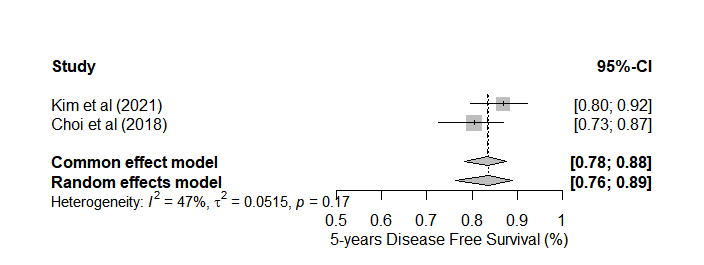 Study 95%-CI
Kim et al (2021) [0.80; 0.92]
Choi et al (2018) [0.73; 0.87]
Common effect model [0.78; 0.88]
Random effects model [0.76; 0.89]
Heterogeneity: I² = 47%, τ² = 0.0515, p = 0.17
0.5 0.6 0.7 0.8 0.9 1
5-years Disease Free Survival (%)